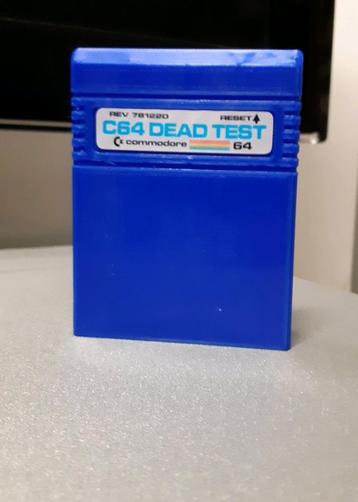 REV 781220 RESET
C64 DEAD TEST
commodore 64